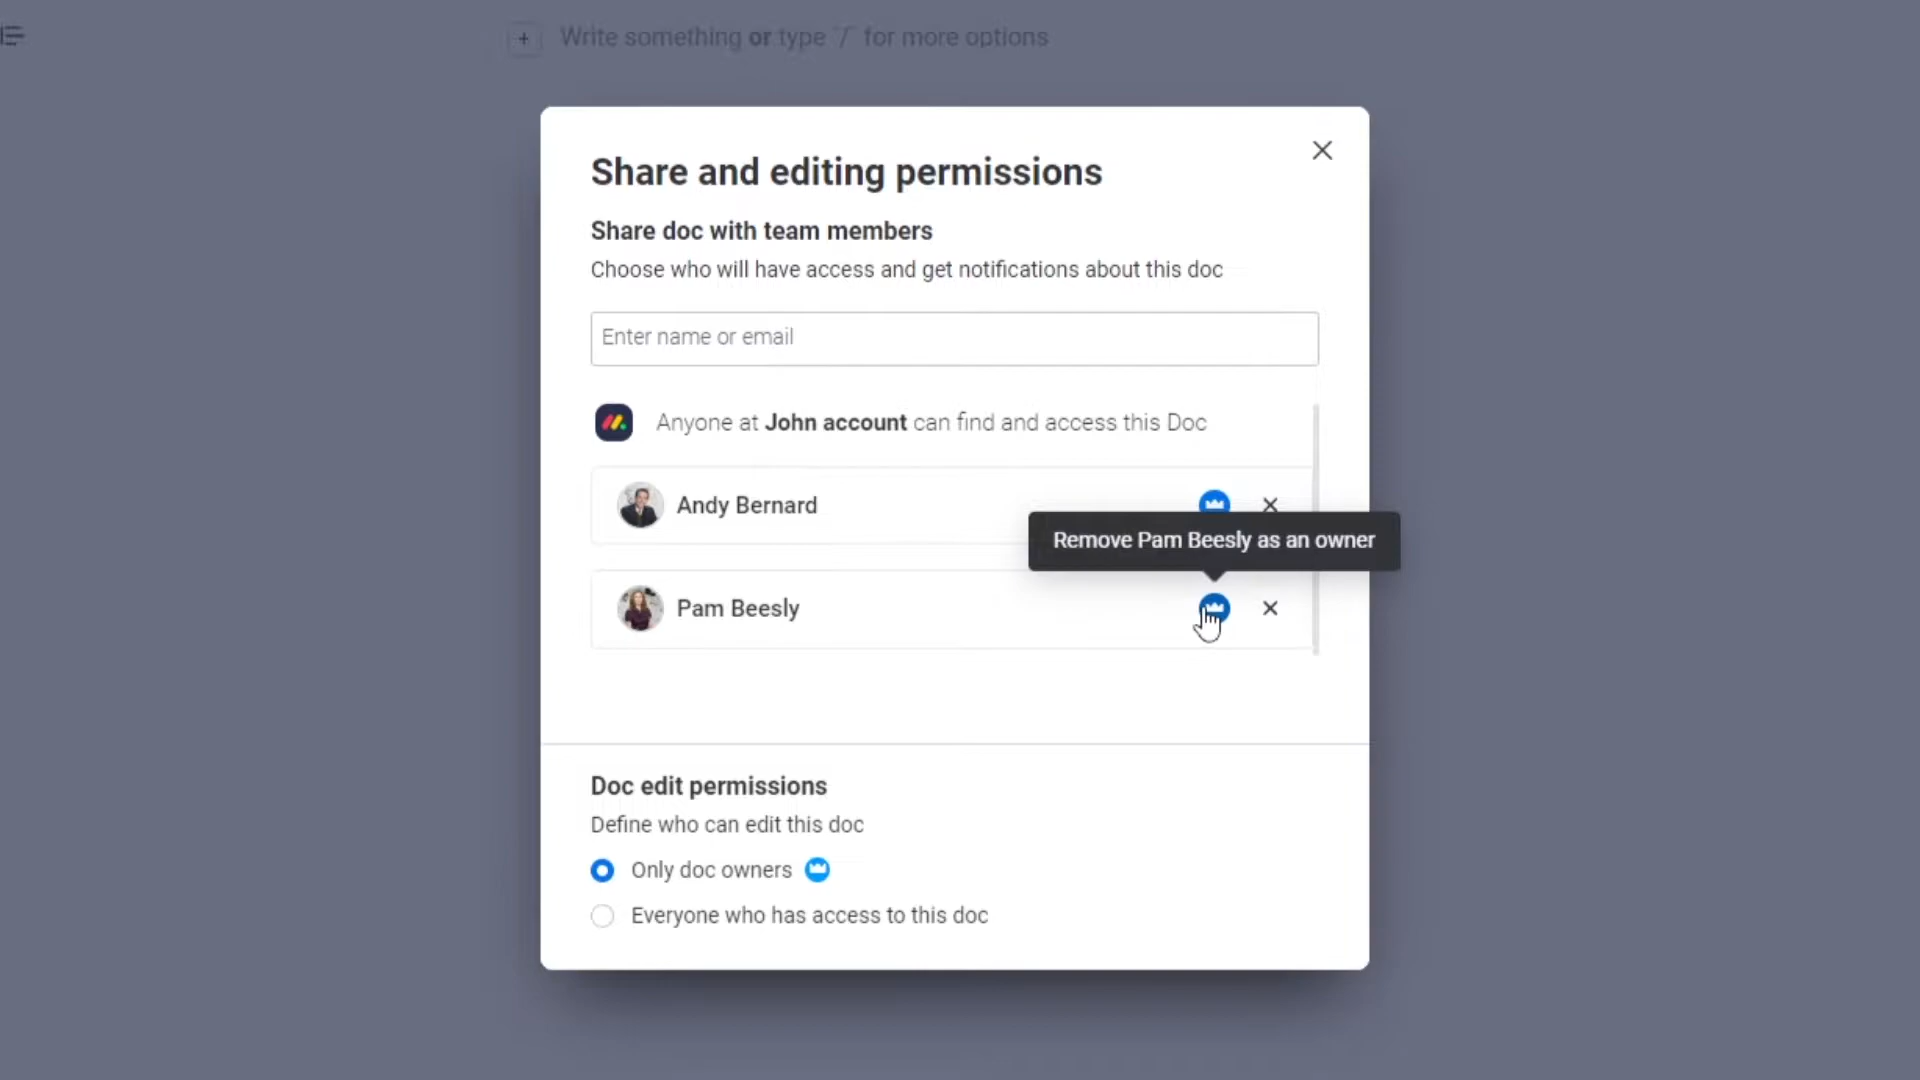 Write something or type '/' for more options
Share and editing permissions
Share doc with team members
Choose who will have access and get notifications about this doc
Enter name or email
Anyone at John account can find and access this Doc
Andy Bernard
Remove Pam Beesly as an owner
Pam Beesly
Doc edit permissions
Define who can edit this doc
Only doc owners
Everyone who has access to this doc